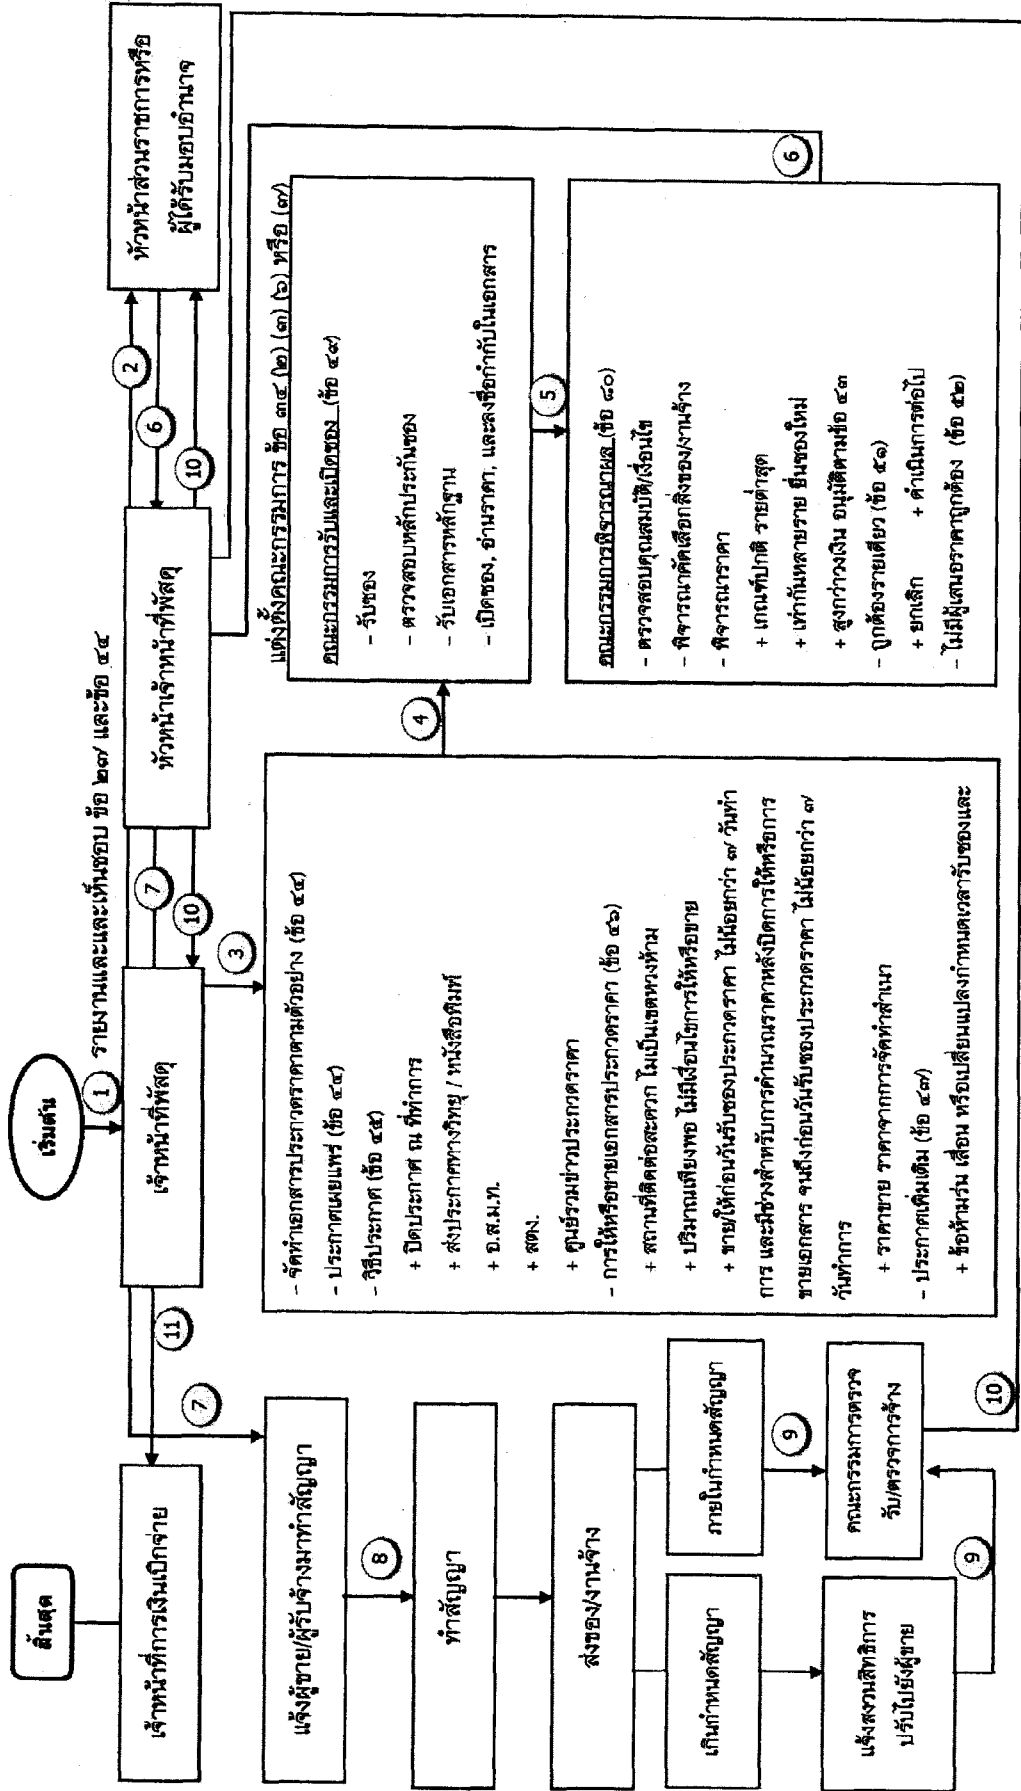 เริ่มต้น
1
รายงานและและเห็นชอบ ข้อ ๒๗ และข้อ ๔๔
สิ้นสุด
เจ้าหน้าที่การเงินเบิกจ่าย
11
เจ้าหน้าที่พัสดุ
7
10
หัวหน้าเจ้าหน้าที่พัสดุ
2
6
10
หัวหน้าส่วนราชการหรือ
ผู้ได้รับมอบอำนาจ
7
3
แจ้งผู้ขาย/ผู้รับจ้างมาทำสัญญา
8
ทำสัญญา
ส่งของ/งานจ้าง
เกินกำหนดสัญญา
ภายในกำหนดสัญญา
9
แจ้งสงวนสิทธิการ
ปรับไปยังผู้ขาย
คณะกรรมการตรวจ
รับ/ตรวจการจ้าง
9
10
- จัดทำเอกสารประกวดราคาตามตัวอย่าง (ข้อ ๔๔)
- ประกาศเผยแพร่ (ข้อ ๔๔)
- วิธีประกาศ (ข้อ ๔๕)
+ ปิดประกาศ ณ ที่ทำการ
+ ส่งประกาศทางวิทยุ / หนังสือพิมพ์
+ อ.ส.ม.ท.
+ สตง.
+ ศูนย์รวมข่าวประกวดราคา
- การให้หรือขายเอกสารประกวดราคา (ข้อ ๔๖)
+ สถานที่ติดต่อสะดวก ไม่เป็นเขตหวงห้าม
+ ปริมาณเพียงพอ ไม่มีเงื่อนไขการให้หรือขาย
+ ขาย/ให้ก่อนวันรับซองประกวดราคา ไม่น้อยกว่า ๗ วันทำ
การ และมีช่วงสำหรับการคำนวณราคาหลังปิดการให้หรือการ
ขายเอกสาร จนถึงก่อนวันรับซองประกวดราคา ไม่น้อยกว่า ๗
วันทำการ
+ ราคาขาย ราคาจากการจัดทำสำเนา
- ประกาศเพิ่มเติม (ข้อ ๔๗)
+ ข้อห้ามร่น เลื่อน หรือเปลี่ยนแปลงกำหนดเวลารับซองและ
4
แต่งตั้งคณะกรรมการ ข้อ ๓๔ (๒) (๓) (๖) หรือ (๗)
คณะกรรมการรับและเปิดซอง (ข้อ ๔๙)
- รับซอง
- ตรวจสอบหลักประกันซอง
- รับเอกสารหลักฐาน
- เปิดซอง, อ่านราคา, และลงชื่อกำกับในเอกสาร
5
คณะกรรมการพิจารณาผล (ข้อ ๕๐)
- ตรวจสอบคุณสมบัติ/เงื่อนไข
- พิจารณาคัดเลือกสิ่งของ/งานจ้าง
- พิจารณาราคา
+ เกณฑ์ปกติ รายต่ำสุด
+ เท่ากันหลายราย ยื่นซองใหม่
+ สูงกว่าวงเงิน อนุมัติตามข้อ ๔๓
- ถูกต้องรายเดียว (ข้อ ๕๑)
+ ยกเลิก + ดำเนินการต่อไป
- ไม่มีผู้เสนอราคาถูกต้อง (ข้อ ๕๒)
6